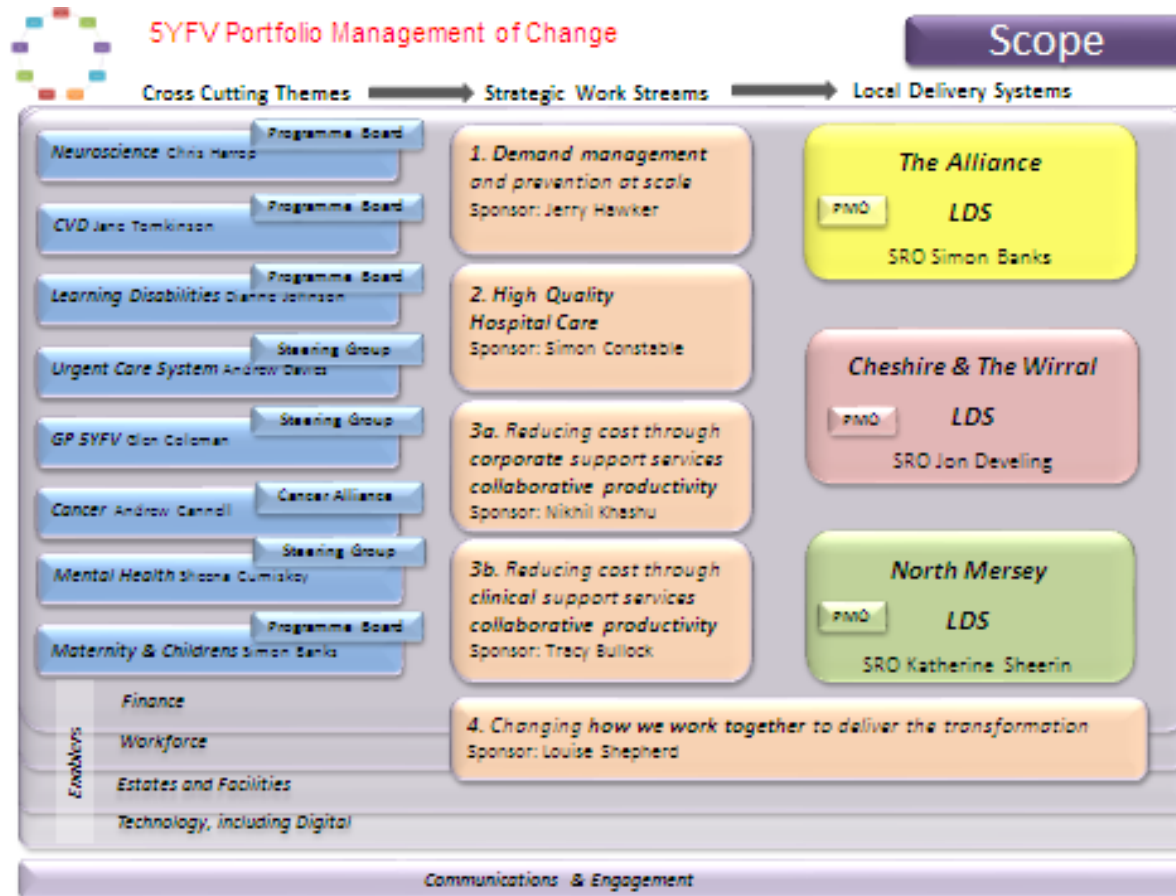 5YFV Portfolio Management of Change
Scope
Cross Cutting Themes
Strategic Work Streams
Local Delivery Systems
Programme Board
Neuroscience Chris Harrop
Programme Board
CVD Jane Tomkinson
Programme Board
Learning Disabilities Dianne Johnson
Steering Group
Urgent Care System Andrew Davies
Steering Group
GP 5YFV Glen Coleman
Cancer Alliance
Cancer Andrew Cannell
Steering Group
Mental Health Sheena Cumiskey
Programme Board
Maternity & Childrens Simon Banks
Enablers
Finance
Workforce
Estates and Facilities
Technology, including Digital
1. Demand management
and prevention at scale
Sponsor: Jerry Hawker
2. High Quality
Hospital Care
Sponsor: Simon Constable
3a. Reducing cost through
corporate support services
collaborative productivity
Sponsor: Nikhil Khashu
3b. Reducing cost through
clinical support services
collaborative productivity
Sponsor: Tracy Bullock
4. Changing how we work together to deliver the transformation
Sponsor: Louise Shepherd
The Alliance
PMO
LDS
SRO Simon Banks
Cheshire & The Wirral
PMO
LDS
SRO Jon Develing
North Mersey
PMO
LDS
SRO Katherine Sheerin
Communications & Engagement